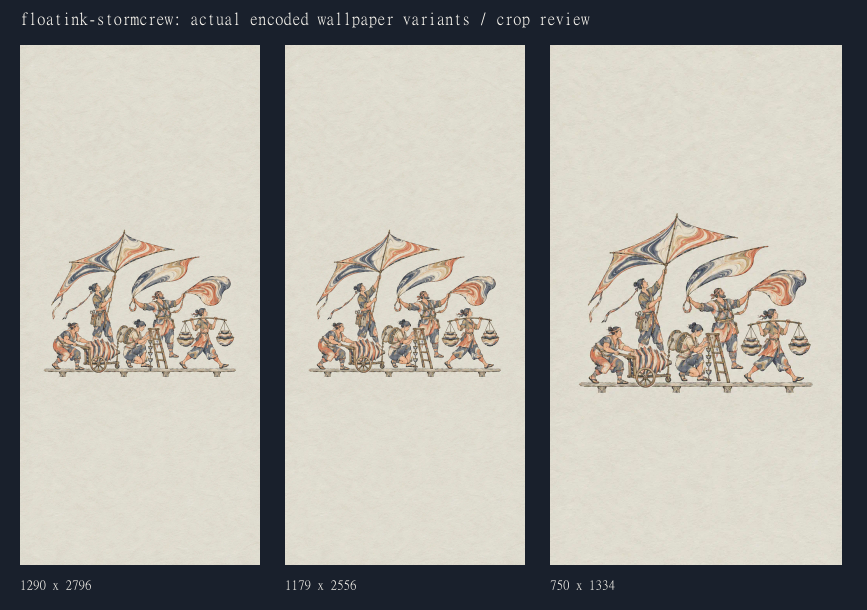 floatink-stormcrew: actual encoded wallpaper variants / crop review
1290 x 2796
1179 x 2556
750 x 1334